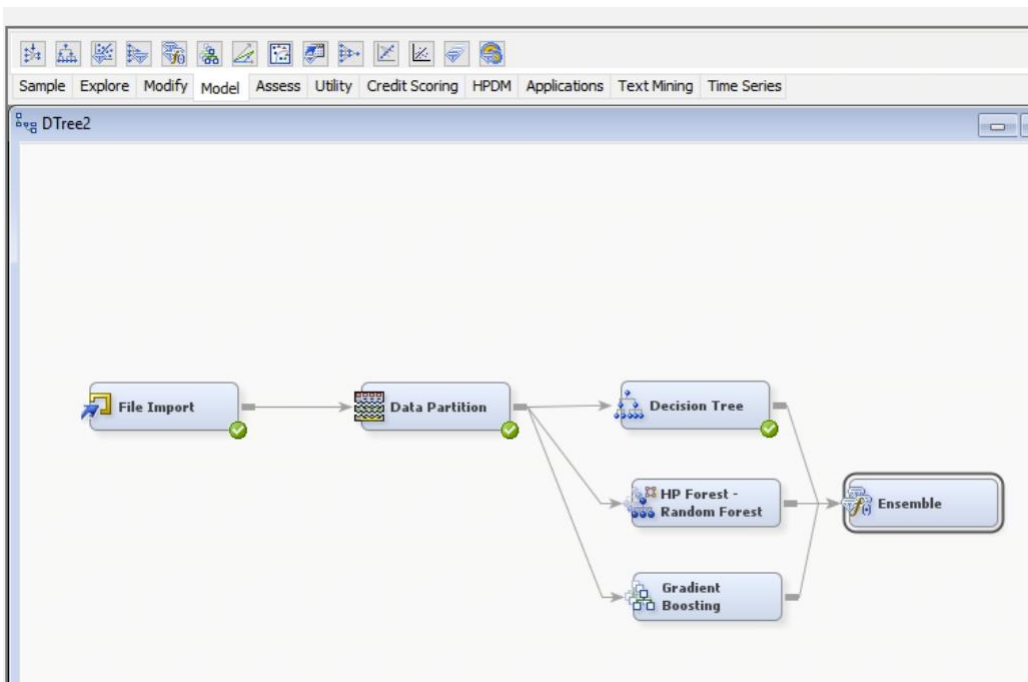 Sample Explore Modify Model Assess Utility Credit Scoring HPDM Applications Text Mining Time Series
DTree2
File Import
Data Partition
Decision Tree
HP Forest -
Random Forest
Gradient
Boosting
Ensemble